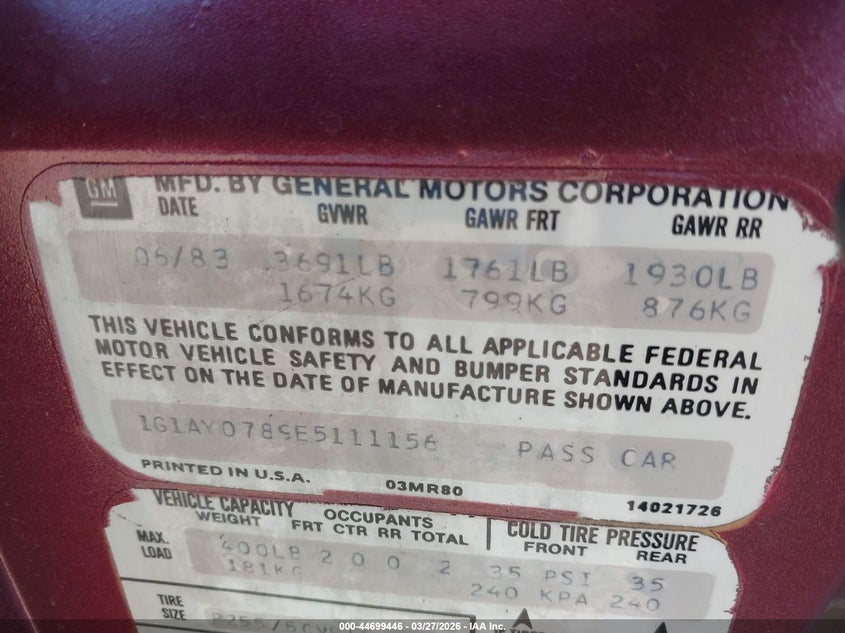 GM MFD. BY GENERAL MOTORS CORPORATION
DATE GVWR GAWR FRT GAWR RR
06/83 3691LB 1761LB 1930LB
1674KG 799KG 876KG
THIS VEHICLE CONFORMS TO ALL APPLICABLE FEDERAL
MOTOR VEHICLE SAFETY AND BUMPER STANDARDS IN
EFFECT ON THE DATE OF MANUFACTURE SHOWN ABOVE.
1G1AY0789E5111156 PASS CAR
PRINTED IN U.S.A. 03MR80 14021726
VEHICLE CAPACITY OCCUPANTS COLD TIRE PRESSURE
WEIGHT FRT CTR RR TOTAL FRONT REAR
MAX. LOAD 400LB 2 0 0 2 35 PSI 35
181KG 240 KPA 240
TIRE
SIZE
000-44699446 - 03/27/2026 - IAA Inc.